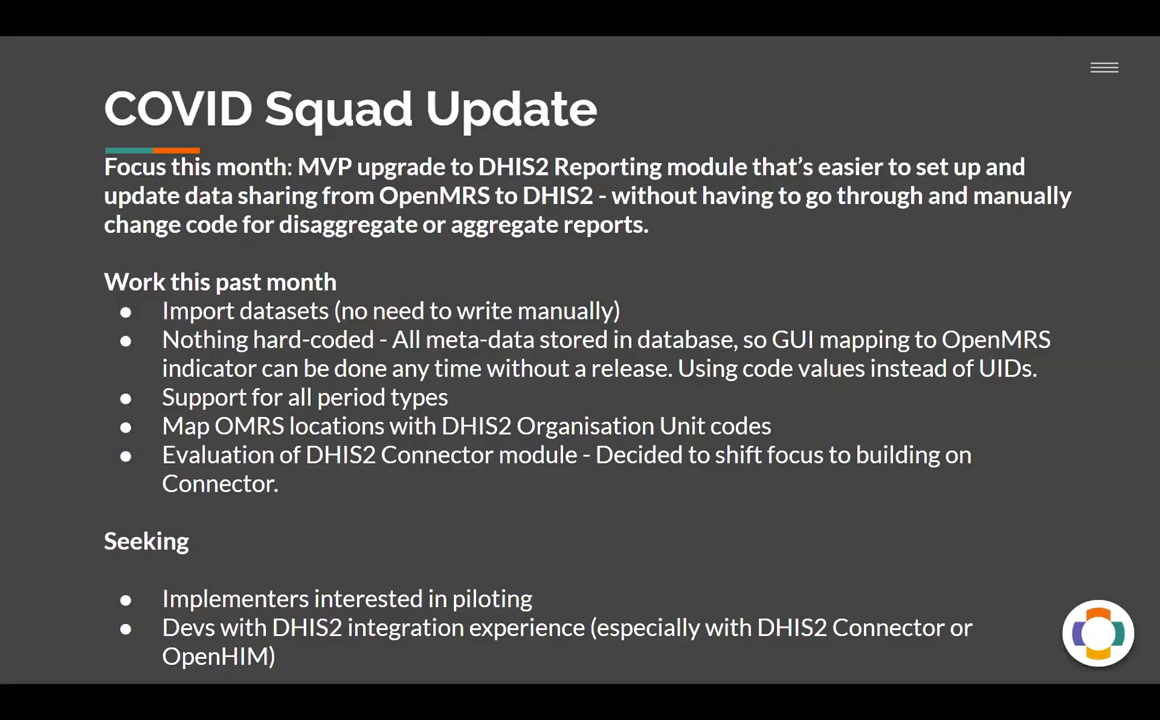 COVID Squad Update
Focus this month: MVP upgrade to DHIS2 Reporting module that’s easier to set up and
update data sharing from OpenMRS to DHIS2 - without having to go through and manually
change code for disaggregate or aggregate reports.
Work this past month
● Import datasets (no need to write manually)
● Nothing hard-coded - All meta-data stored in database, so GUI mapping to OpenMRS
indicator can be done any time without a release. Using code values instead of UIDs.
● Support for all period types
● Map OMRS locations with DHIS2 Organisation Unit codes
● Evaluation of DHIS2 Connector module - Decided to shift focus to building on
Connector.
Seeking
● Implementers interested in piloting
● Devs with DHIS2 integration experience (especially with DHIS2 Connector or
OpenHIM)